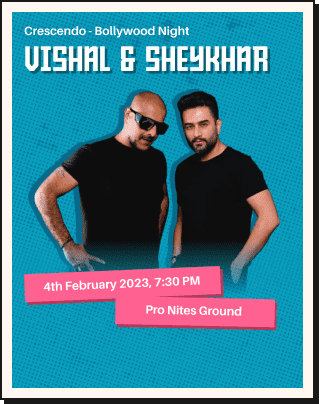 Crescendo - Bollywood Night
VISHAL & SHEYKHAR
4th February 2023, 7:30 PM
Pro Nites Ground